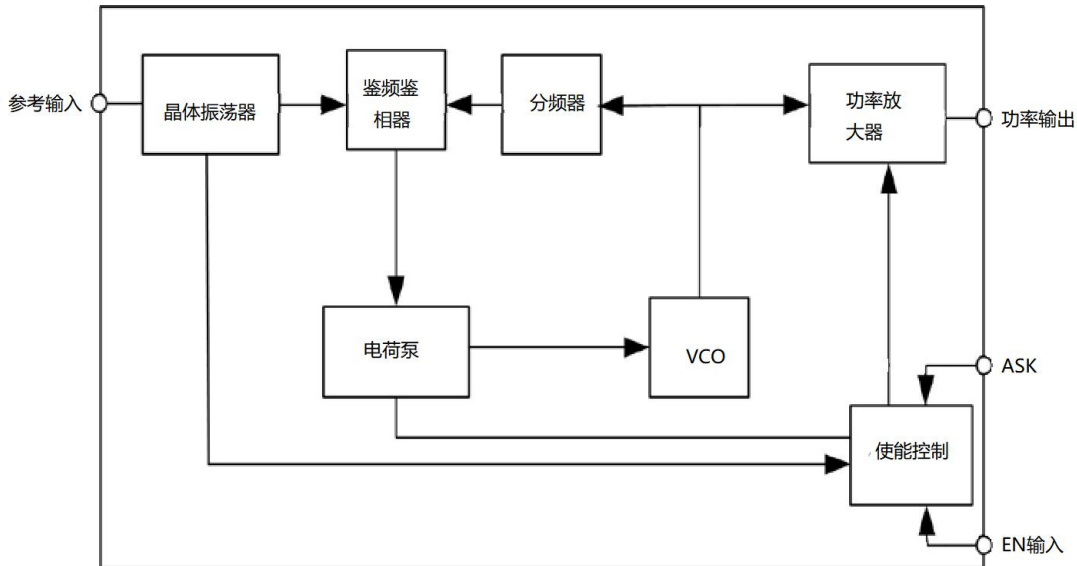 参考输入
晶体振荡器
鉴频鉴
相器
分频器
功率放
大器
功率输出
电荷泵
VCO
ASK
使能控制
EN输入